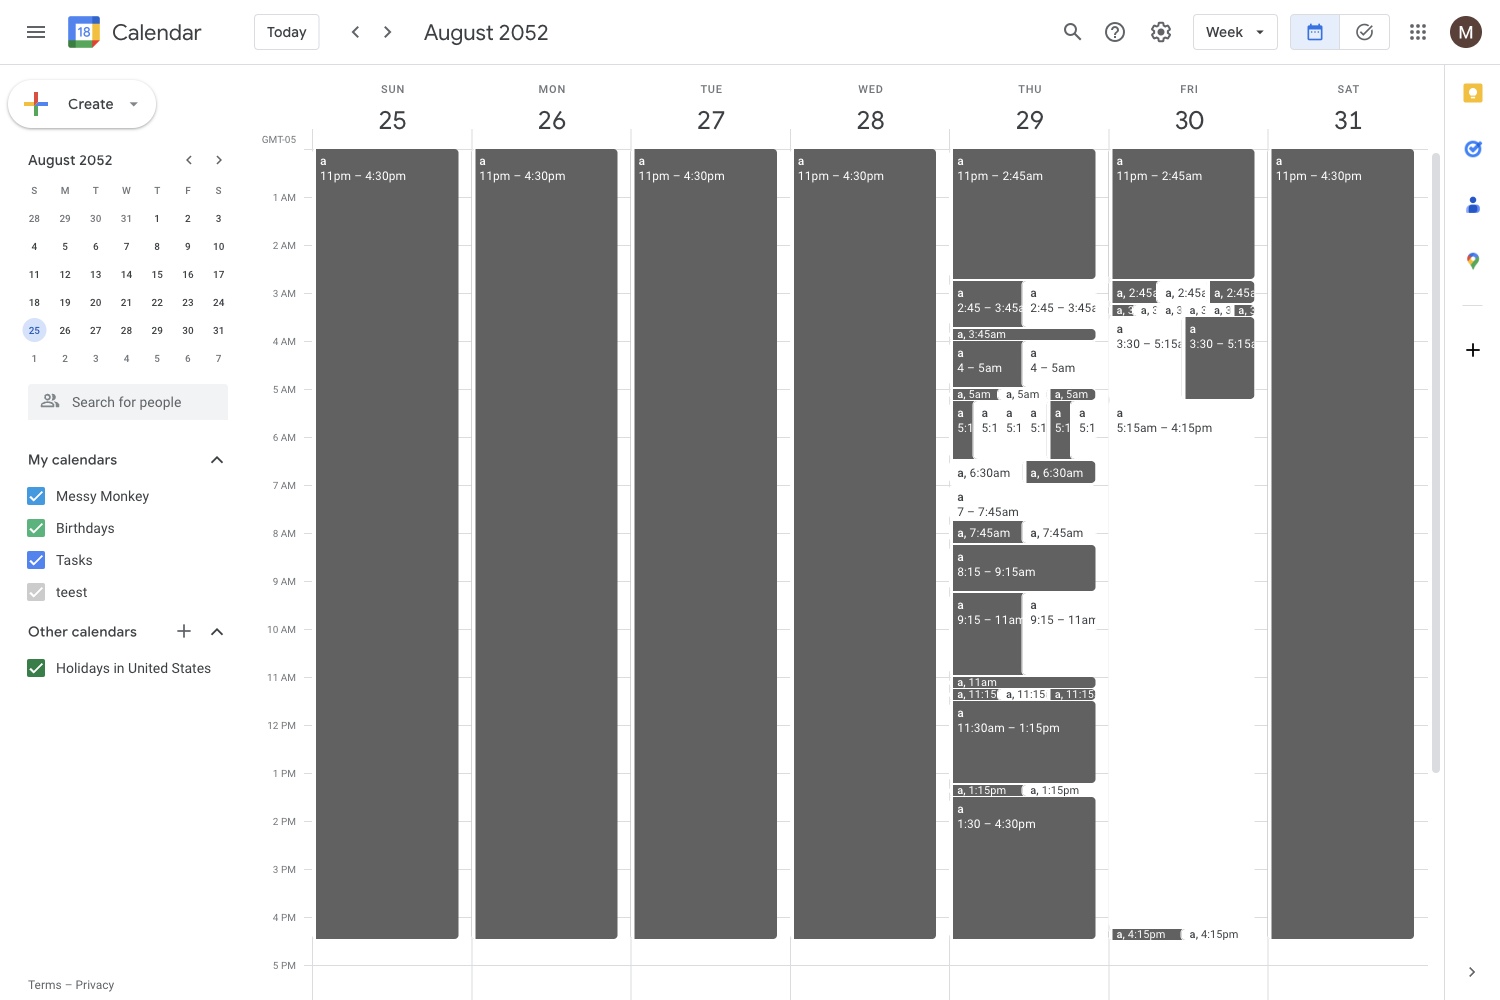 18 Calendar Today August 2052 Week M
Create
August 2052
S M T W T F S
28 29 30 31 1 2 3
4 5 6 7 8 9 10
11 12 13 14 15 16 17
18 19 20 21 22 23 24
25 26 27 28 29 30 31
1 2 3 4 5 6 7
Search for people
My calendars
Messy Monkey
Birthdays
Tasks
teest
Other calendars
Holidays in United States
Terms – Privacy
SUN MON TUE WED THU FRI SAT
25 26 27 28 29 30 31
GMT-05
1 AM
2 AM
3 AM
4 AM
5 AM
6 AM
7 AM
8 AM
9 AM
10 AM
11 AM
12 PM
1 PM
2 PM
3 PM
4 PM
5 PM
a
11pm – 4:30pm
a
11pm – 4:30pm
a
11pm – 4:30pm
a
11pm – 4:30pm
a
11pm – 2:45am
a
2:45 – 3:45a
a
2:45 – 3:45a
a, 3:45am
a
4 – 5am
a
4 – 5am
a, 5am
a, 5am
a, 5am
a
5:1
a
5:1
a
5:1
a
5:1
a
5:1
a
5:1
a, 6:30am
a, 6:30am
a
7 – 7:45am
a, 7:45am
a, 7:45am
a
8:15 – 9:15am
a
9:15 – 11am
a
9:15 – 11am
a, 11am
a, 11:15
a, 11:15
a, 11:15
a
11:30am – 1:15pm
a, 1:15pm
a, 1:15pm
a
1:30 – 4:30pm
a
11pm – 2:45am
a, 2:45a
a, 2:45a
a, 2:45a
a, 3
a, 3
a, 3
a, 3
a, 3
a, 3
a
3:30 – 5:15a
a
3:30 – 5:15a
a
5:15am – 4:15pm
a, 4:15pm
a, 4:15pm
a
11pm – 4:30pm